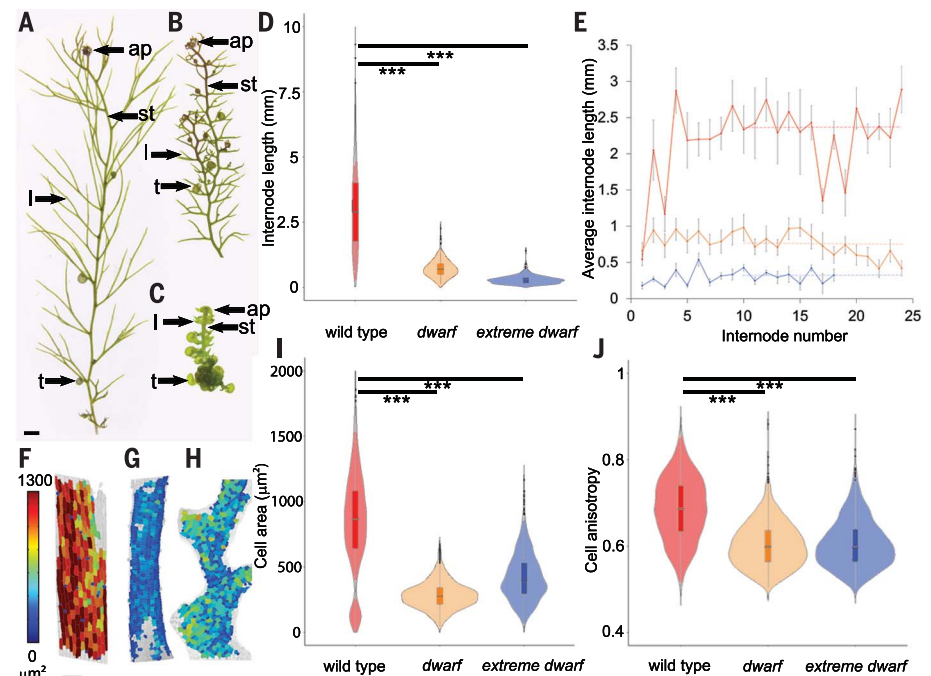 A
ap
st
l
t
B
ap
st
l
t
C
ap
l
st
t
D
Internode length (mm)
10
7.5
5
2.5
0
***
***
wild type
dwarf
extreme dwarf
E
Average internode length (mm)
3.5
3
2.5
2
1.5
1
0.5
0
0
5
10
15
20
25
Internode number
F
1300
0
µm²
G
H
I
Cell area (µm²)
2000
1500
1000
500
0
***
***
wild type
dwarf
extreme dwarf
J
Cell anisotropy
1
0.8
0.6
0.4
***
***
wild type
dwarf
extreme dwarf